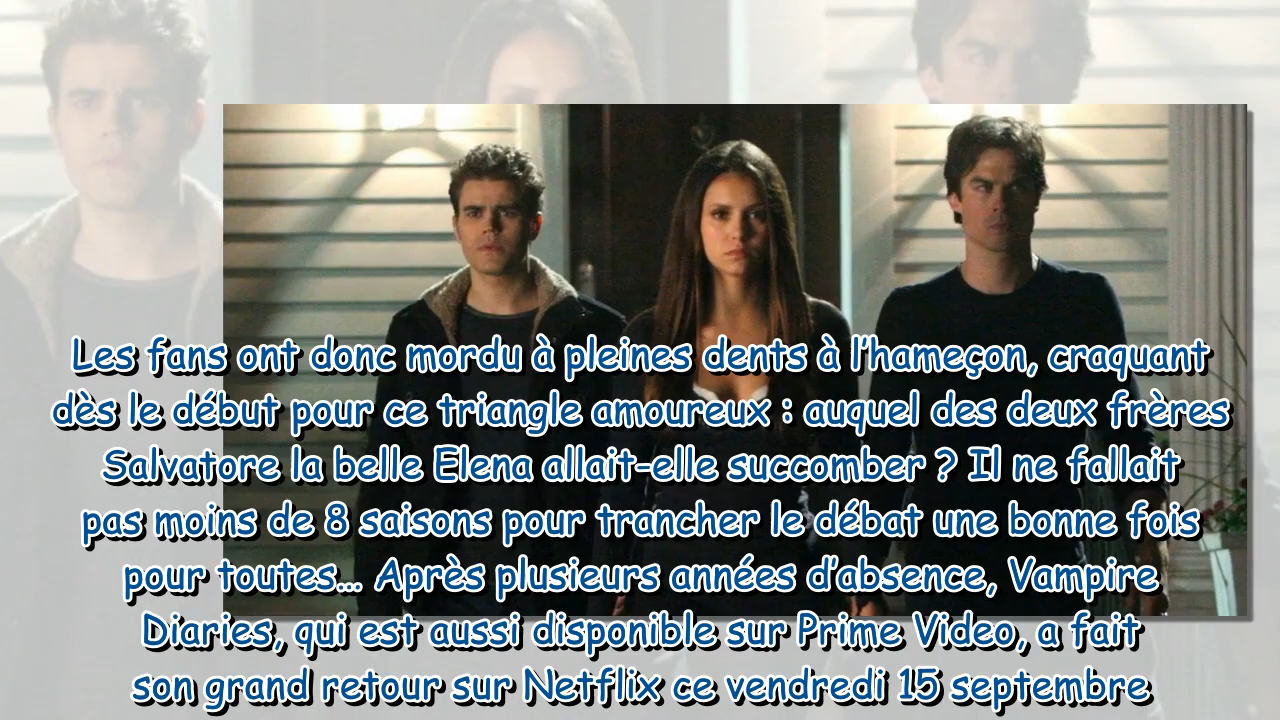 Les fans ont donc mordu à pleines dents à l'hameçon, craquant
dès le début pour ce triangle amoureux : auquel des deux frères
Salvatore la belle Elena allait-elle succomber ? Il ne fallait
pas moins de 8 saisons pour trancher le débat une bonne fois
pour toutes... Après plusieurs années d'absence, Vampire
Diaries, qui est aussi disponible sur Prime Video, a fait
son grand retour sur Netflix ce vendredi 15 septembre